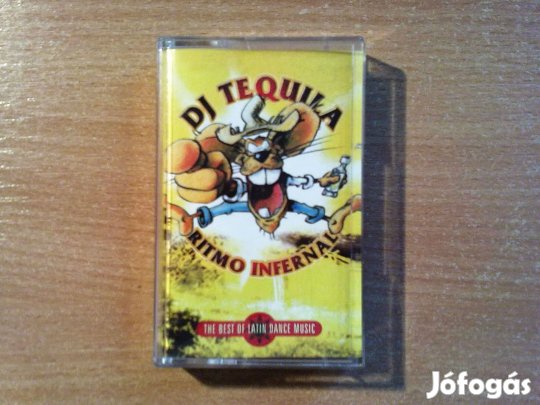 DJ TEQUILA
RITMO INFERNAL
THE BEST OF LATIN DANCE MUSIC
Jófogás